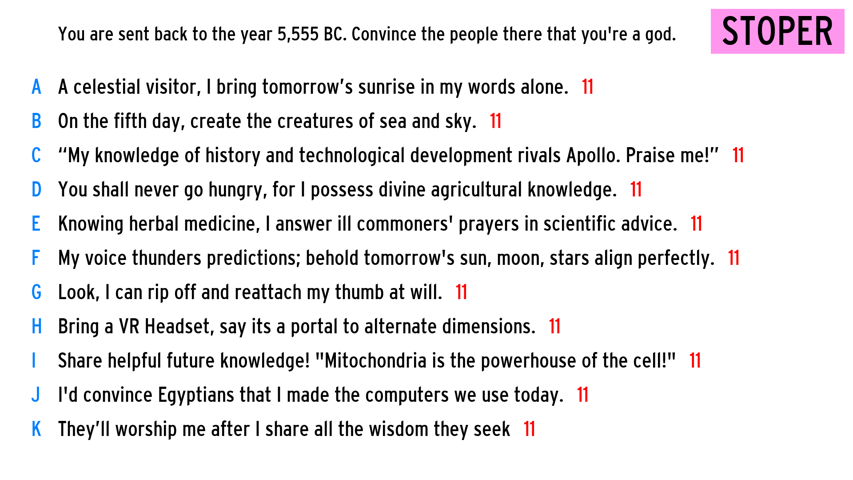 You are sent back to the year 5,555 BC. Convince the people there that you're a god.
STOPER
A A celestial visitor, I bring tomorrow’s sunrise in my words alone. 11
B On the fifth day, create the creatures of sea and sky. 11
C “My knowledge of history and technological development rivals Apollo. Praise me!” 11
D You shall never go hungry, for I possess divine agricultural knowledge. 11
E Knowing herbal medicine, I answer ill commoners' prayers in scientific advice. 11
F My voice thunders predictions; behold tomorrow's sun, moon, stars align perfectly. 11
G Look, I can rip off and reattach my thumb at will. 11
H Bring a VR Headset, say its a portal to alternate dimensions. 11
I Share helpful future knowledge! "Mitochondria is the powerhouse of the cell!" 11
J I'd convince Egyptians that I made the computers we use today. 11
K They’ll worship me after I share all the wisdom they seek 11